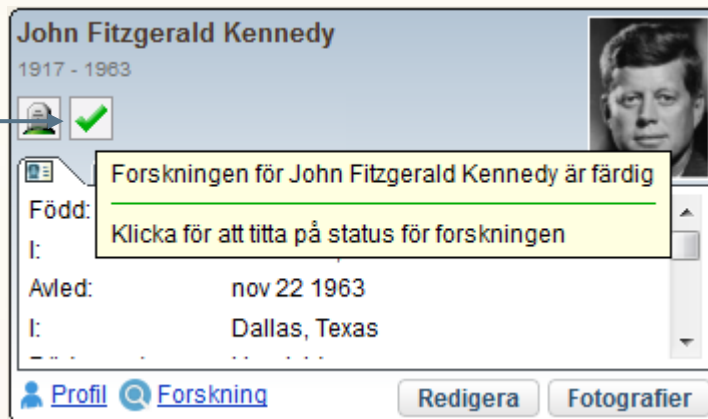 John Fitzgerald Kennedy
1917 - 1963
Forskningen för John Fitzgerald Kennedy är färdig
Klicka för att titta på status för forskningen
Född:
I:
Avled: nov 22 1963
I: Dallas, Texas
Profil Forskning Redigera Fotografier